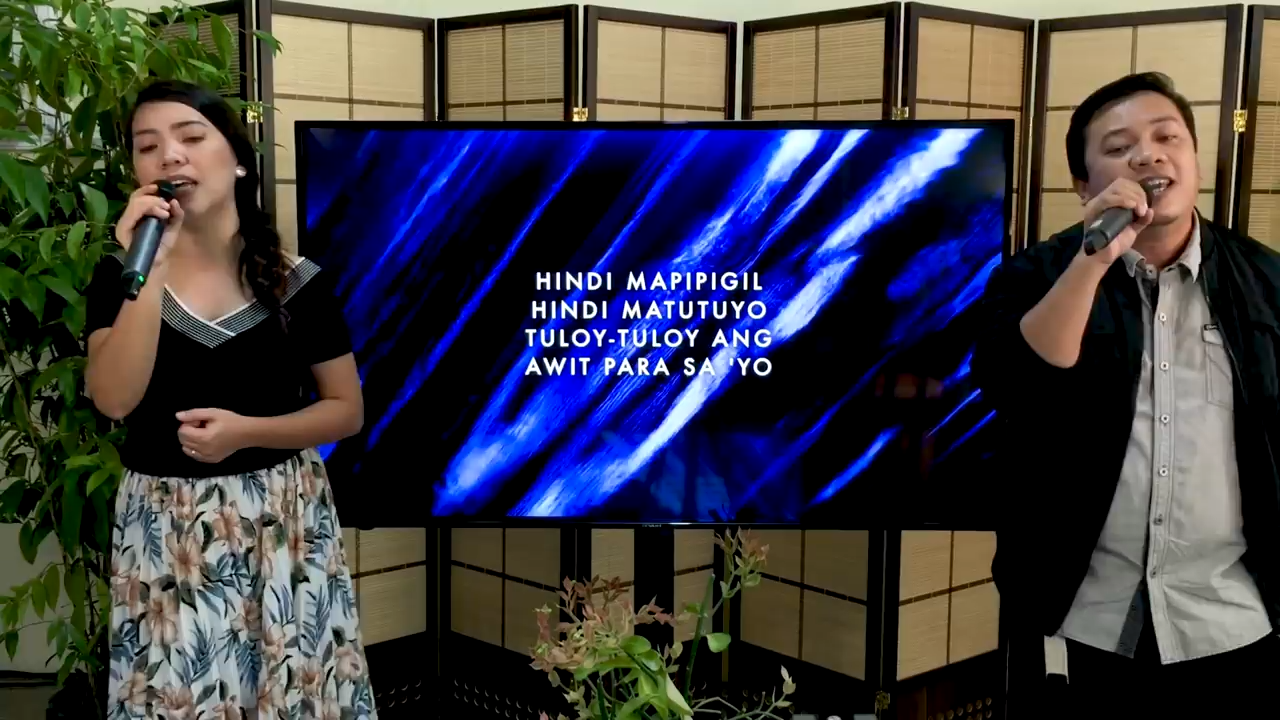 HINDI MAPIPIGIL
HINDI MATUTUYO
TULOY-TULOY ANG
AWIT PARA SA 'YO